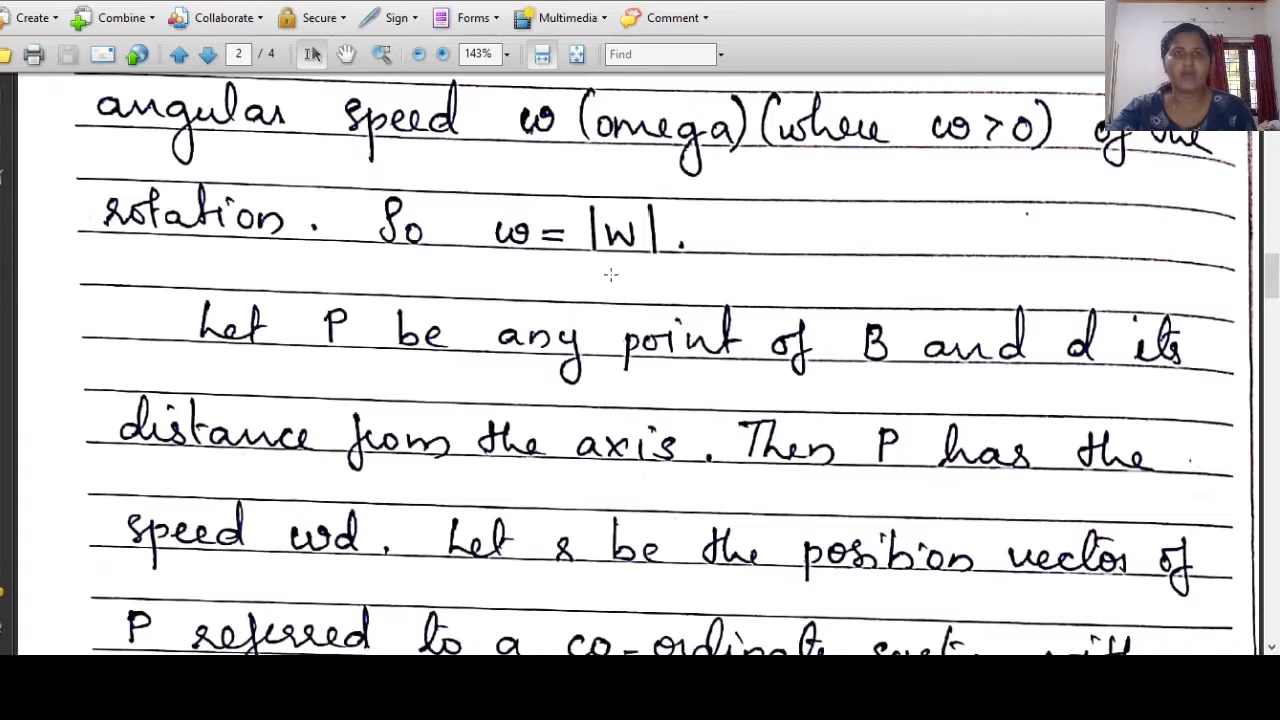 Create Combine Collaborate Secure Sign Forms Multimedia Comment
2 / 4 143% Find
angular speed ω (omega) (where ω > 0) of the
rotation. So ω = |W|.
Let P be any point of B and d its
distance from the axis. Then P has the
speed ωd. Let r be the position vector of
P referred to a co-ordinate system with